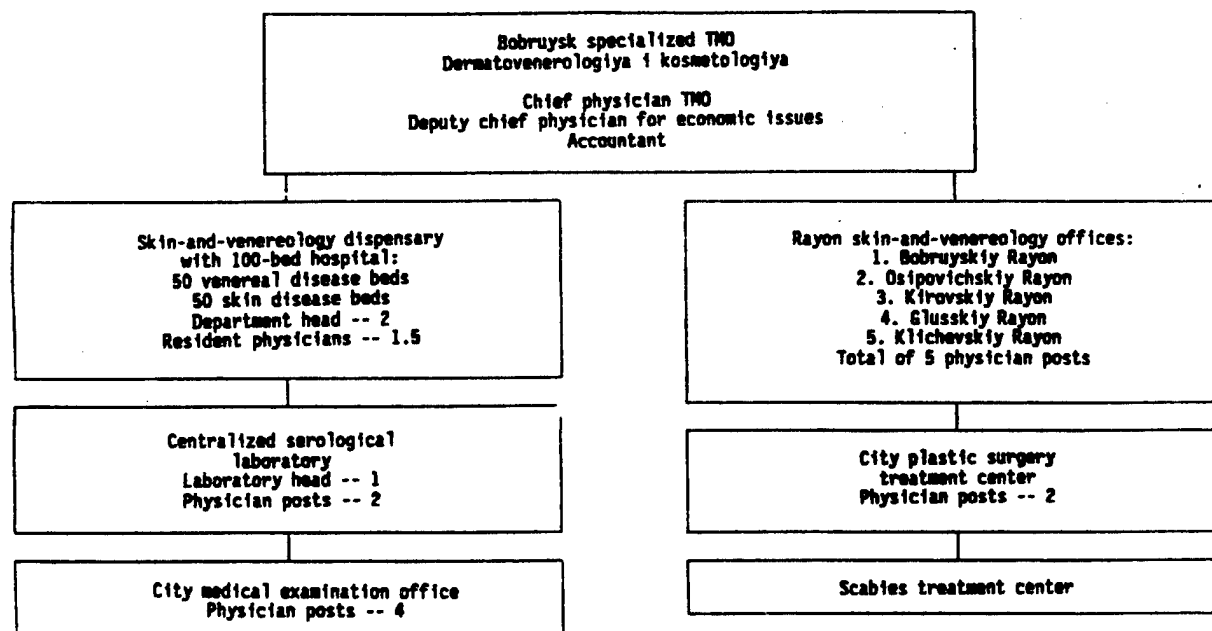 Bobruysk specialized TMO
Dermatovenerologiya i kosmetologiya
Chief physician TMO
Deputy chief physician for economic issues
Accountant
Skin-and-venereology dispensary
with 100-bed hospital:
50 venereal disease beds
50 skin disease beds
Department head -- 2
Resident physicians -- 1.5
Centralized serological
laboratory
Laboratory head -- 1
Physician posts -- 2
City medical examination office
Physician posts -- 4
Rayon skin-and-venereology offices:
1. Bobruyskiy Rayon
2. Osipovichskiy Rayon
3. Kirovskiy Rayon
4. Glusskiy Rayon
5. Klichevskiy Rayon
Total of 5 physician posts
City plastic surgery
treatment center
Physician posts -- 2
Scabies treatment center